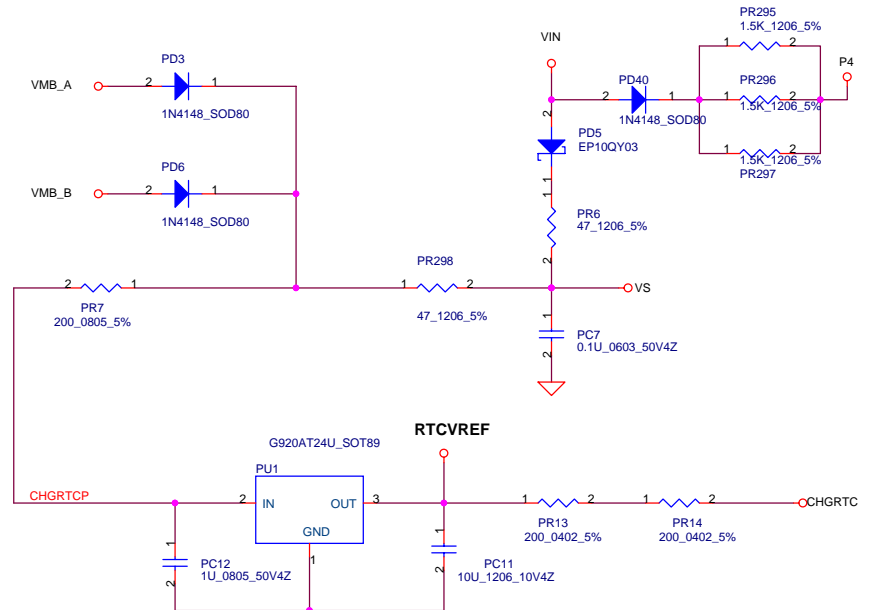 PR295
1.5K_1206_5%
1 2
VIN
P4
PD3
VMB_A
2 1
1N4148_SOD80
PD40
2 1
1N4148_SOD80
PR296
1 2
1.5K_1206_5%
2
PD5
EP10QY03
1
1 2
1.5K_1206_5%
PR297
PD6
VMB_B
2 1
1N4148_SOD80
1
PR6
47_1206_5%
2
PR298
2 1
PR7
200_0805_5%
1 2
47_1206_5%
VS
1
PC7
0.1U_0603_50V4Z
2
RTCVREF
G920AT24U_SOT89
PU1
CHGRTCP
2 IN OUT 3
GND
1
1 2
PR13
200_0402_5%
1 2
PR14
200_0402_5%
CHGRTC
1
PC12
1U_0805_50V4Z
2
1
PC11
10U_1206_10V4Z
2